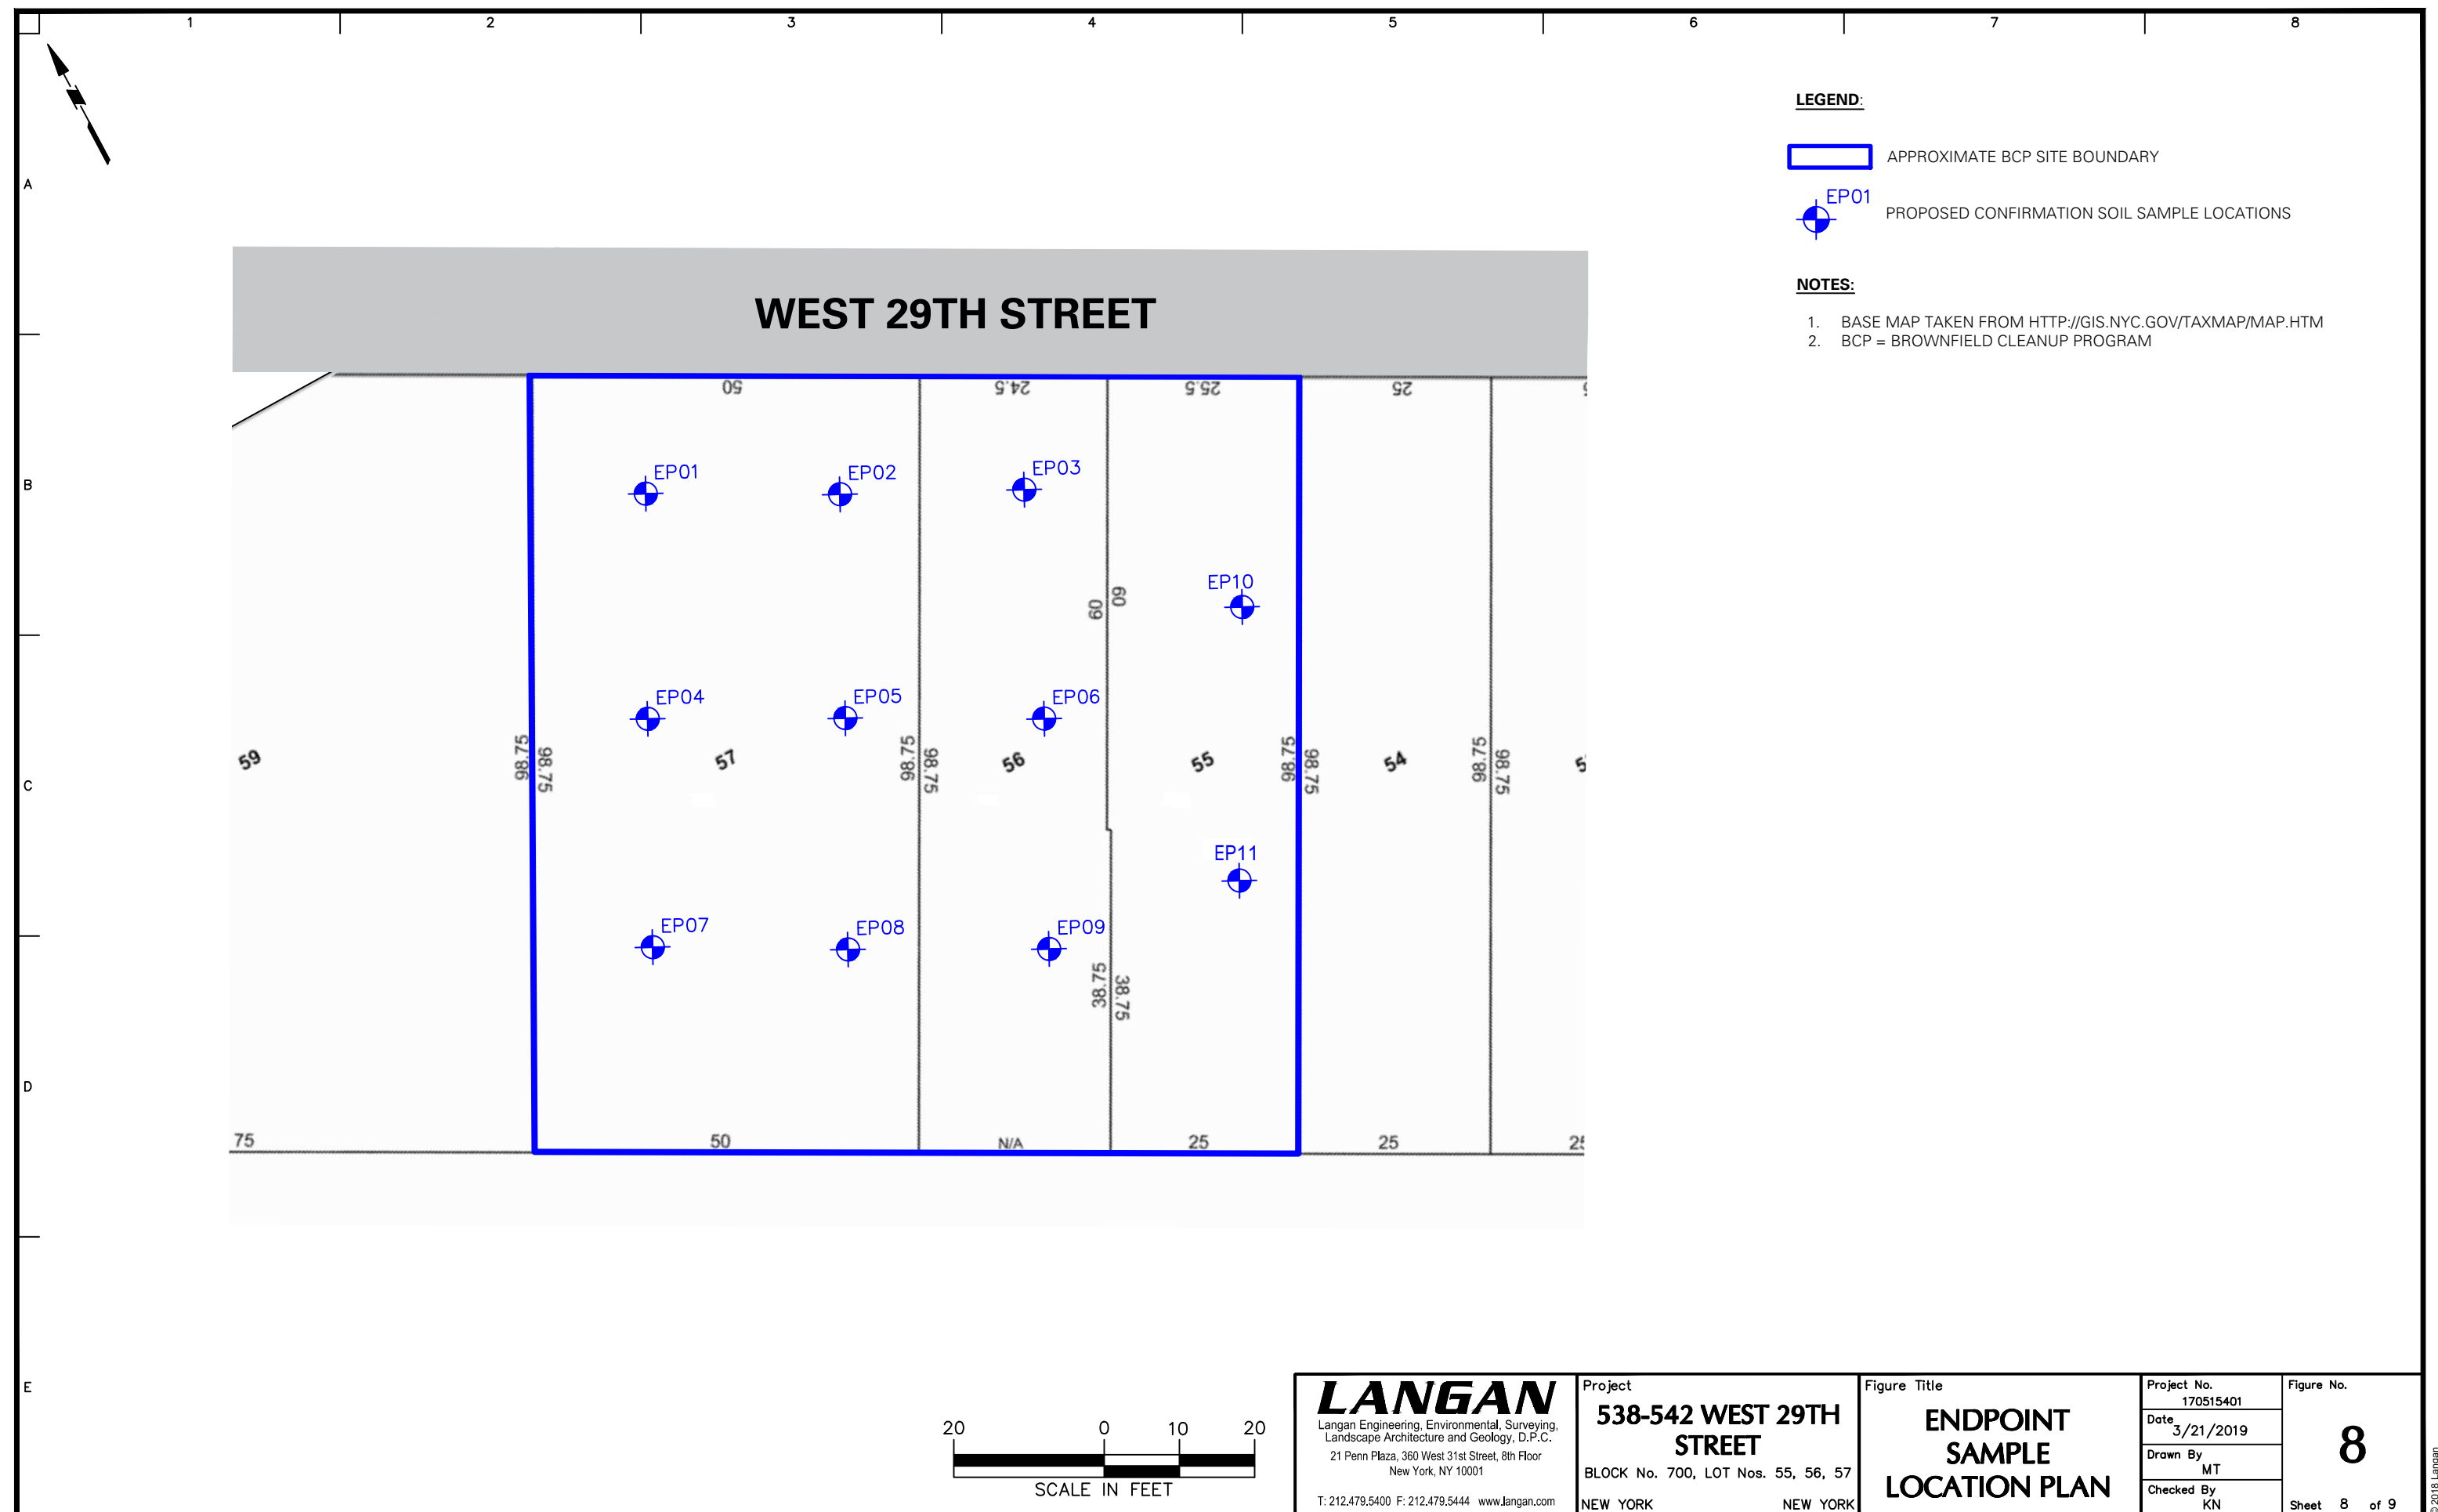 1 2 3 4 5 6 7 8
A
B
C
D
E
LEGEND:
APPROXIMATE BCP SITE BOUNDARY
EP01
PROPOSED CONFIRMATION SOIL SAMPLE LOCATIONS
NOTES:
1. BASE MAP TAKEN FROM HTTP://GIS.NYC.GOV/TAXMAP/MAP.HTM
2. BCP = BROWNFIELD CLEANUP PROGRAM
WEST 29TH STREET
50 24.5 25.5 25
EP01 EP02 EP03
EP10
60 60
EP04 EP05 EP06
59 98.75 98.75 57 98.75 98.75 56 55 98.75 98.75 54 98.75 98.75
EP11
EP07 EP08 EP09
38.75 38.75
75 50 N/A 25 25
20 0 10 20
SCALE IN FEET
LANGAN
Langan Engineering, Environmental, Surveying,
Landscape Architecture and Geology, D.P.C.
21 Penn Plaza, 360 West 31st Street, 8th Floor
New York, NY 10001
T: 212.479.5400 F: 212.479.5444 www.langan.com
Project
538-542 WEST 29TH
STREET
BLOCK No. 700, LOT Nos. 55, 56, 57
NEW YORK NEW YORK
Figure Title
ENDPOINT
SAMPLE
LOCATION PLAN
Project No.
170515401
Date
3/21/2019
Drawn By
MT
Checked By
KN
Figure No.
8
Sheet 8 of 9
© 2018 Langan